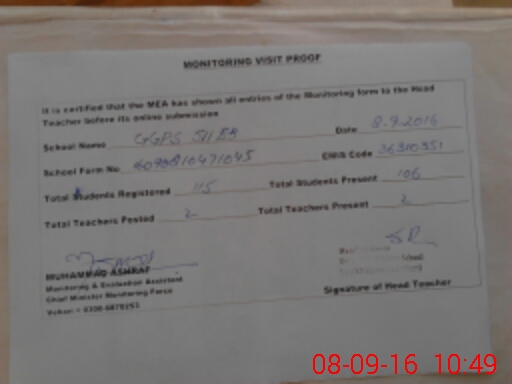 MONITORING VISIT PROOF
It is certified that the MEA has shown all entries of the Monitoring form to the Head
Teacher before its online submission
School Name GGPS Date 8.9.2016
School Form No EMIS Code 36310351
Total Students Registered 115 Total Students Present 106
Total Teachers Posted 2 Total Teachers Present 2
MUHAMMAD ASHRAF
Monitoring & Evaluation Assistant
Chief Minister Monitoring Force
School
Signature of Head Teacher
08-09-16 10:49